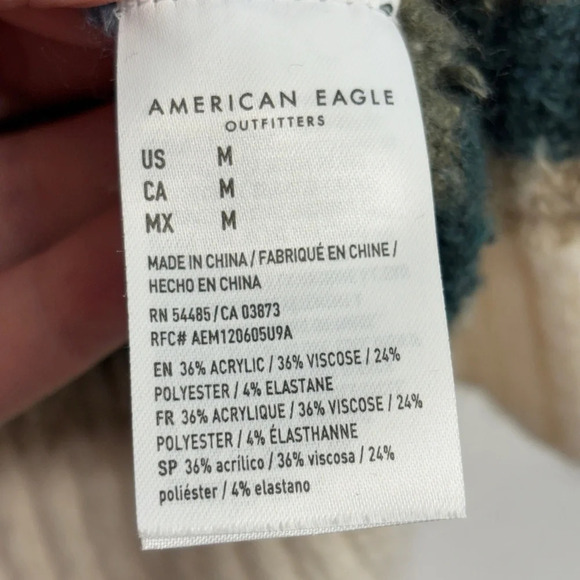 AMERICAN EAGLE
OUTFITTERS
US M
CA M
MX M
MADE IN CHINA / FABRIQUÉ EN CHINE /
HECHO EN CHINA
RN 54485 / CA 03873
RFC# AEM120605U9A
EN 36% ACRYLIC / 36% VISCOSE / 24%
POLYESTER / 4% ELASTANE
FR 36% ACRYLIQUE / 36% VISCOSE / 24%
POLYESTER / 4% ÉLASTHANNE
SP 36% acrílico / 36% viscosa / 24%
poliéster / 4% elastano